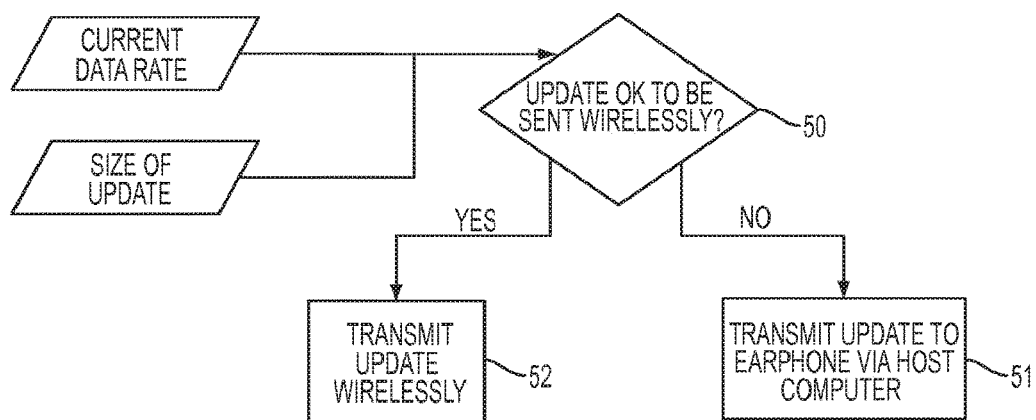 CURRENT
DATA RATE
UPDATE OK TO BE
SENT WIRELESSLY?
50
SIZE OF
UPDATE
YES
NO
TRANSMIT
UPDATE
WIRELESSLY
52
TRANSMIT UPDATE TO
EARPHONE VIA HOST
COMPUTER
51